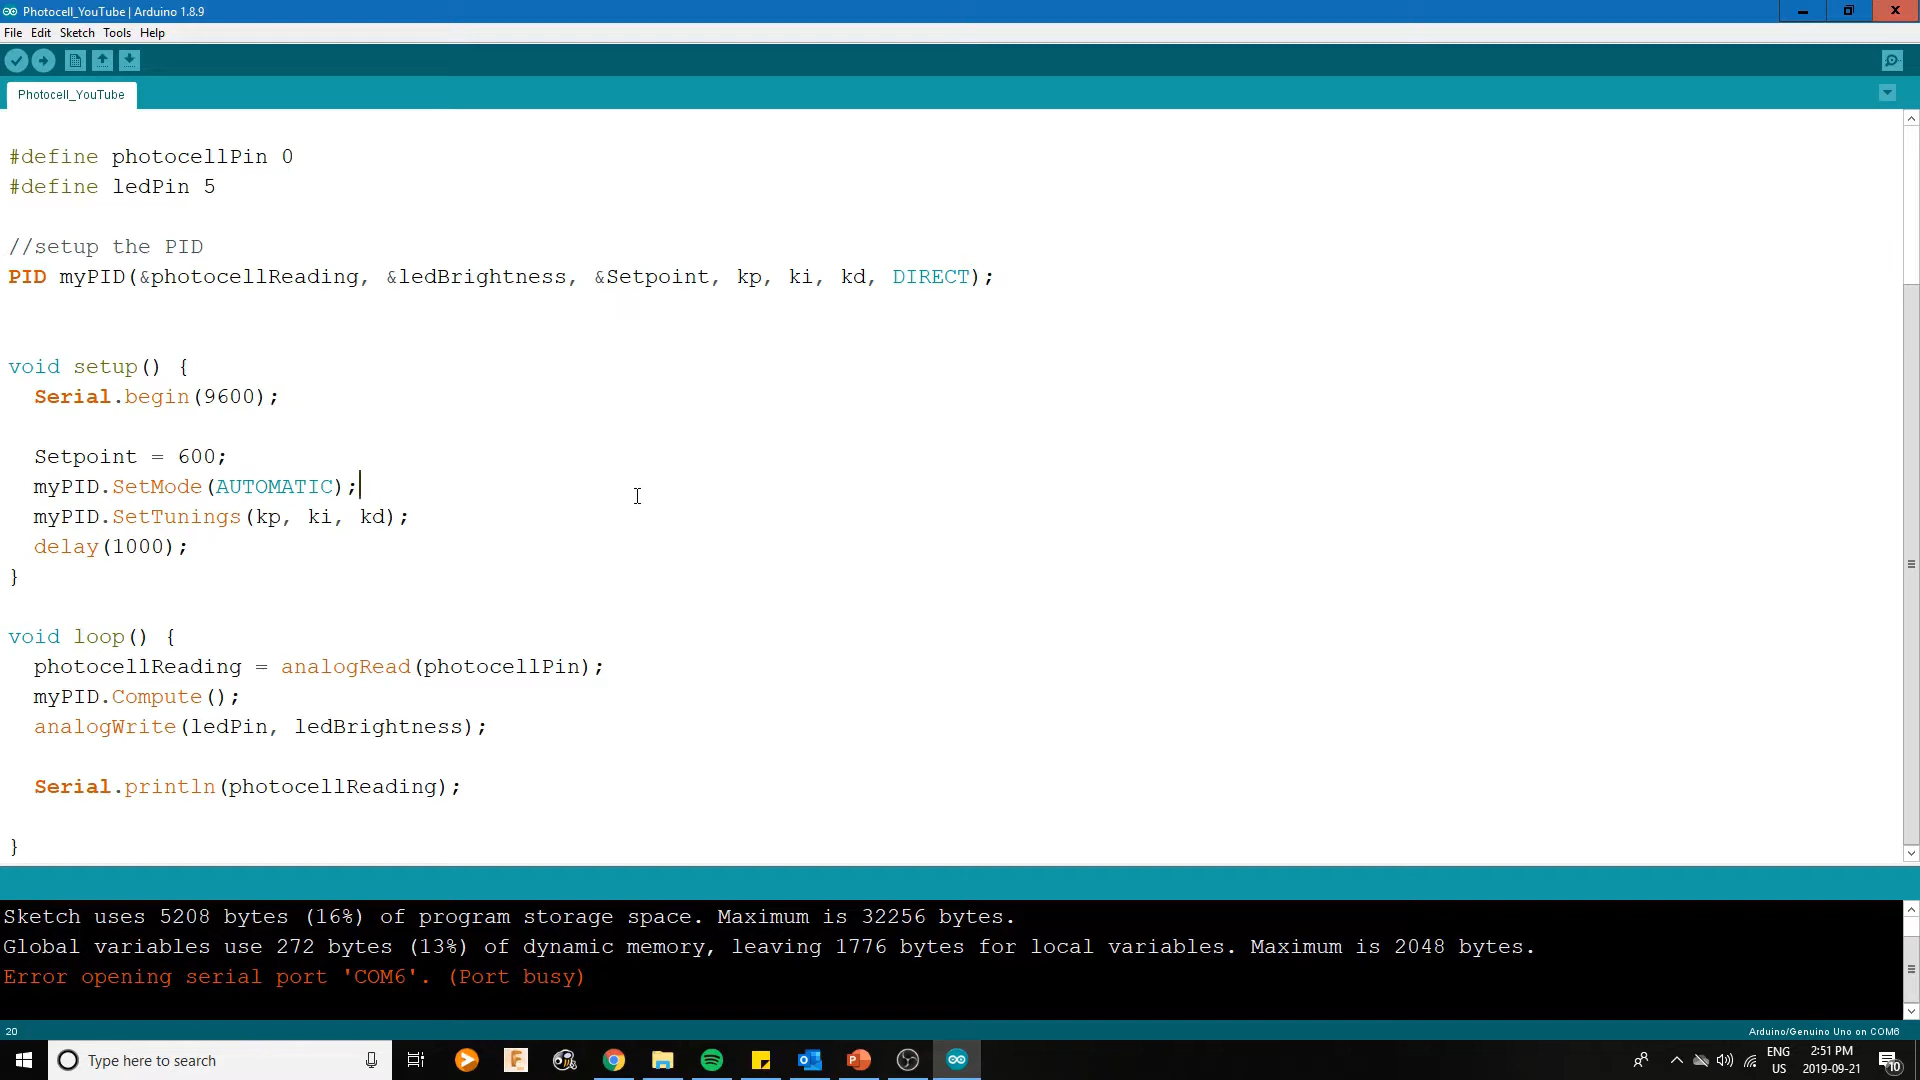 Photocell_YouTube | Arduino 1.8.9
File Edit Sketch Tools Help
Photocell_YouTube
#define photocellPin 0
#define ledPin 5
//setup the PID
PID myPID(&photocellReading, &ledBrightness, &Setpoint, kp, ki, kd, DIRECT);
void setup() {
Serial.begin(9600);
Setpoint = 600;
myPID.SetMode(AUTOMATIC);
myPID.SetTunings(kp, ki, kd);
delay(1000);
}
void loop() {
photocellReading = analogRead(photocellPin);
myPID.Compute();
analogWrite(ledPin, ledBrightness);
Serial.println(photocellReading);
}
Sketch uses 5208 bytes (16%) of program storage space. Maximum is 32256 bytes.
Global variables use 272 bytes (13%) of dynamic memory, leaving 1776 bytes for local variables. Maximum is 2048 bytes.
Error opening serial port 'COM6'. (Port busy)
20
Arduino/Genuino Uno on COM6
Type here to search
ENG
US
2:51 PM
2019-09-21
10